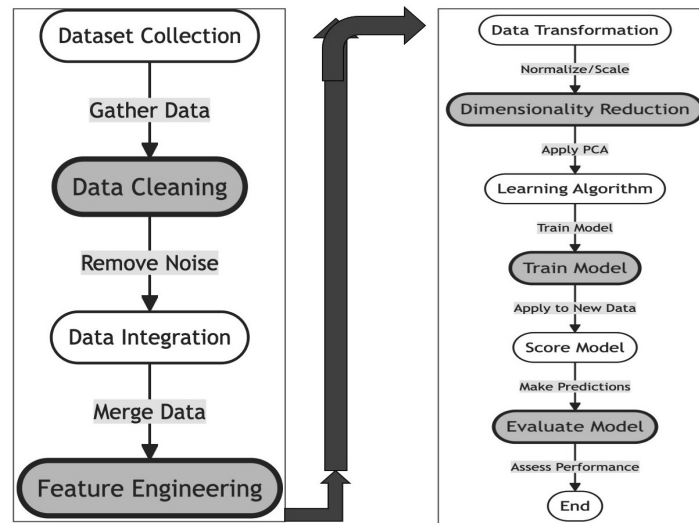 Dataset Collection
Gather Data
Data Cleaning
Remove Noise
Data Integration
Merge Data
Feature Engineering
Data Transformation
Normalize/Scale
Dimensionality Reduction
Apply PCA
Learning Algorithm
Train Model
Train Model
Apply to New Data
Score Model
Make Predictions
Evaluate Model
Assess Performance
End